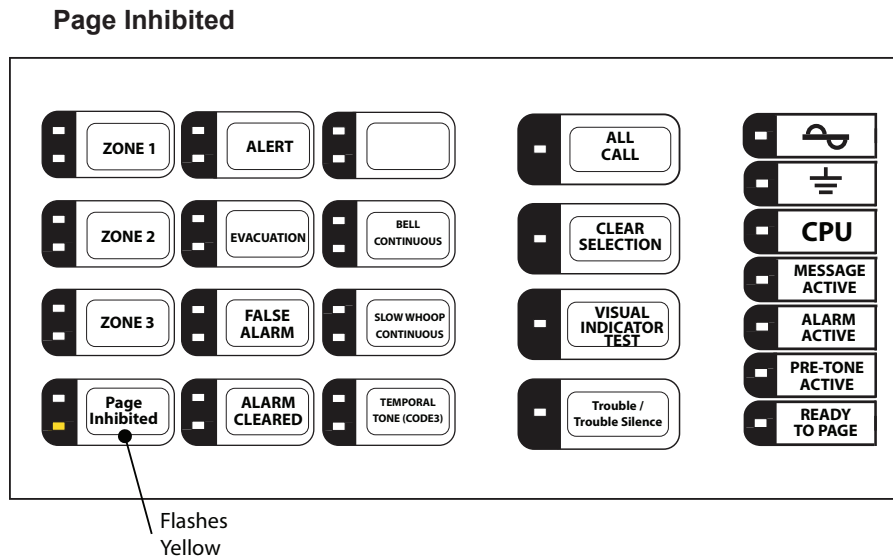 Page Inhibited
ZONE 1
ALERT
ALL
CALL
ZONE 2
EVACUATION
BELL
CONTINUOUS
CLEAR
SELECTION
CPU
MESSAGE
ACTIVE
ZONE 3
FALSE
ALARM
SLOW WHOOP
CONTINUOUS
VISUAL
INDICATOR
TEST
ALARM
ACTIVE
PRE-TONE
ACTIVE
Page
Inhibited
ALARM
CLEARED
TEMPORAL
TONE (CODE3)
Trouble /
Trouble Silence
READY
TO PAGE
Flashes
Yellow